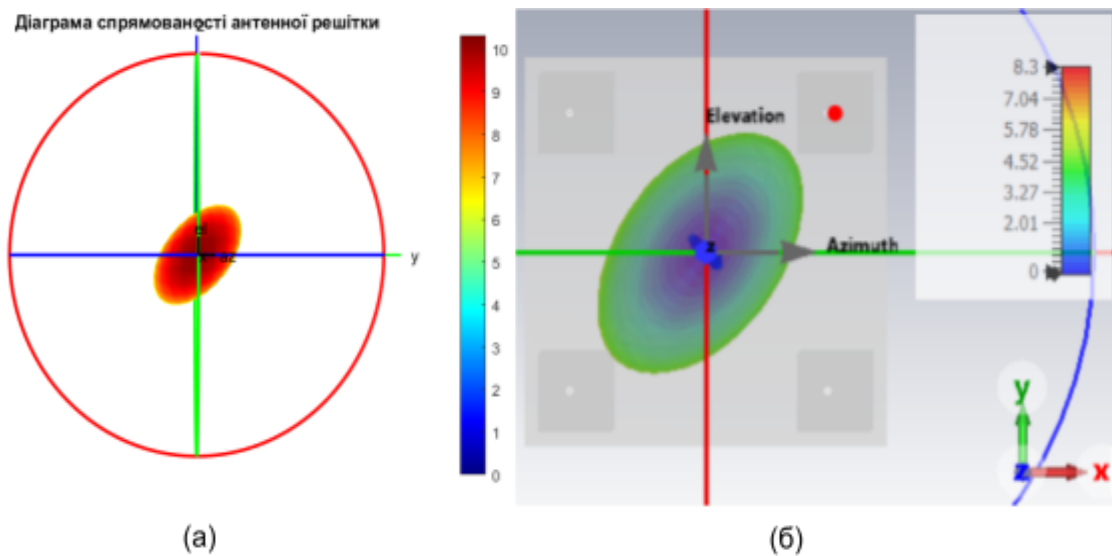 Діаграма спрямованості антенної решітки
z
10
9
8
7
6
5
4
3
2
1
0
y
az
Elevation
Azimuth
z
8.3
7.04
5.78
4.52
3.27
2.01
0
y
z
x
(а)
(б)